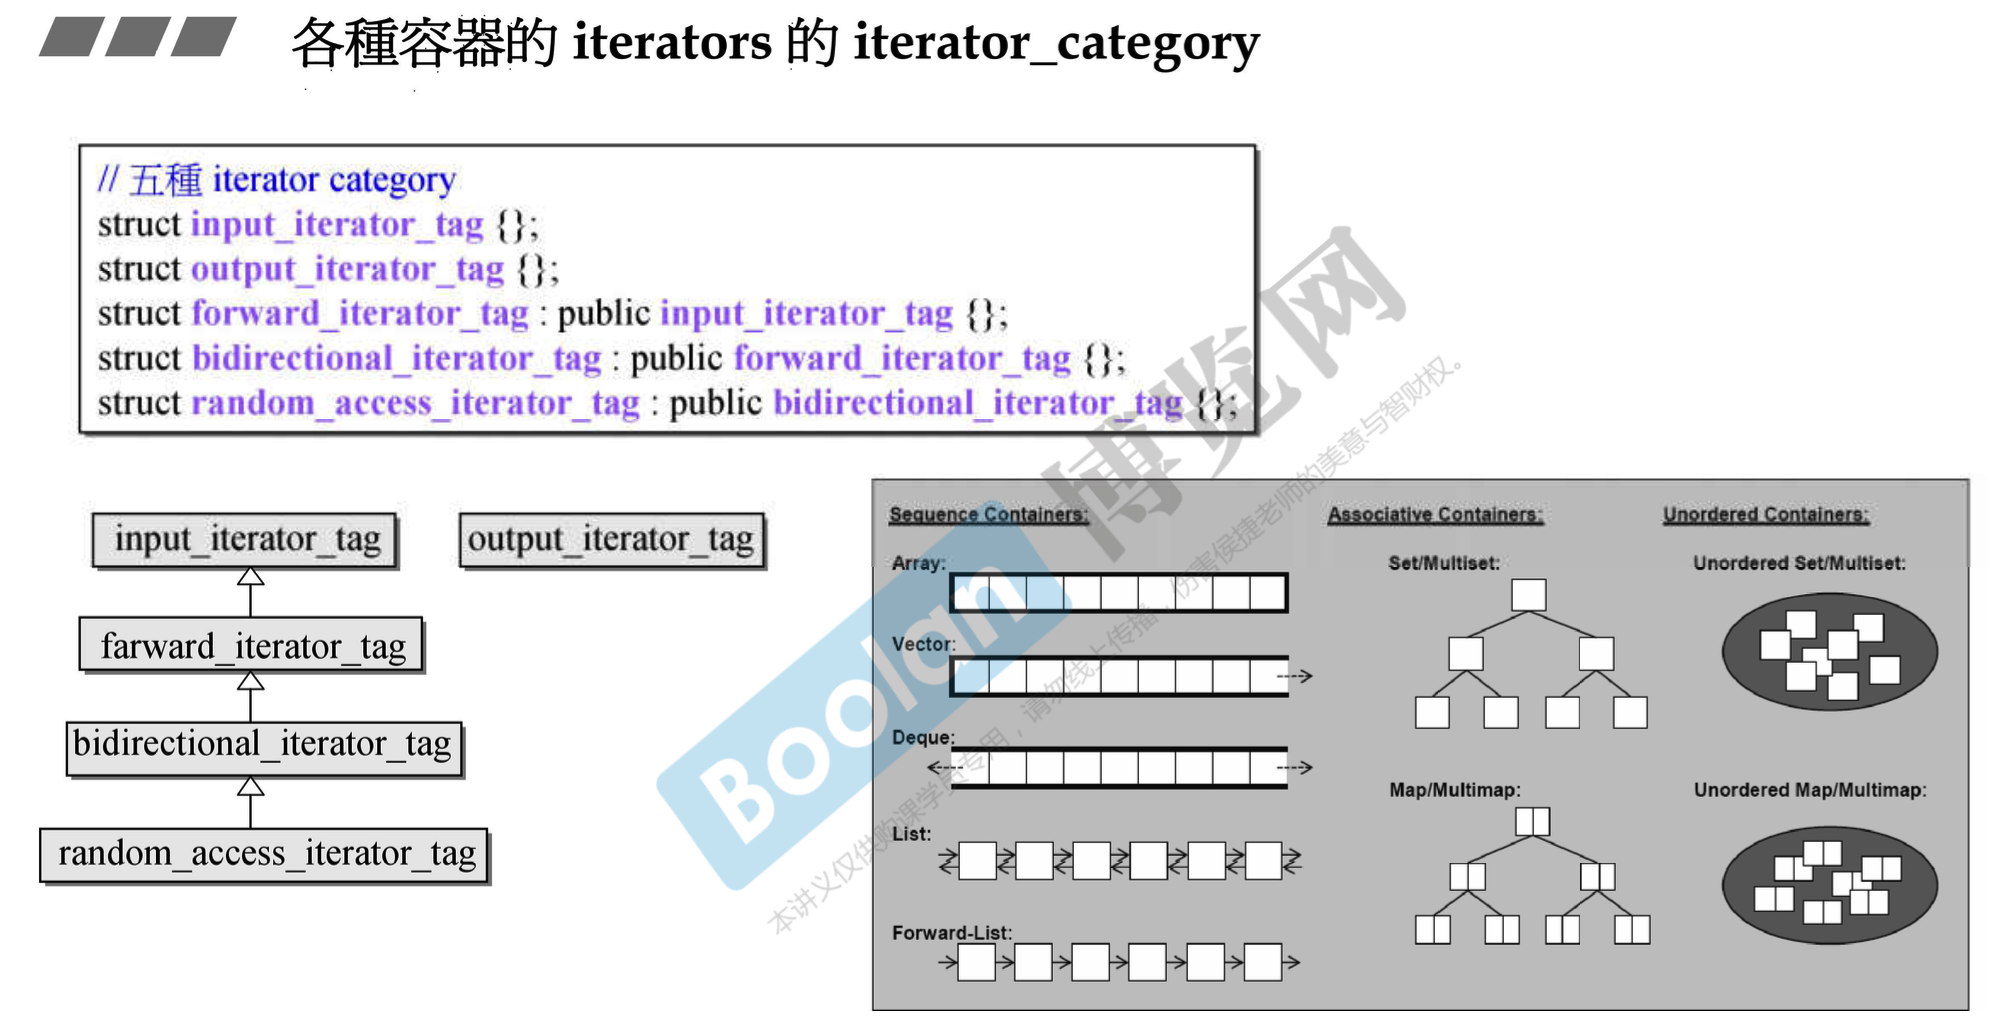 各種容器的 iterators 的 iterator_category
// 五種 iterator category
struct input_iterator_tag {};
struct output_iterator_tag {};
struct forward_iterator_tag : public input_iterator_tag {};
struct bidirectional_iterator_tag : public forward_iterator_tag {};
struct random_access_iterator_tag : public bidirectional_iterator_tag {};
input_iterator_tag
output_iterator_tag
farward_iterator_tag
bidirectional_iterator_tag
random_access_iterator_tag
Sequence Containers:
Array:
Vector:
Deque:
List:
Forward-List:
Associative Containers:
Set/Multiset:
Map/Multimap:
Unordered Containers:
Unordered Set/Multiset:
Unordered Map/Multimap:
Boolan 博览网
本讲义仅供购课学员专用，请勿线上传播，伤害侯捷老师的美意与智财权。